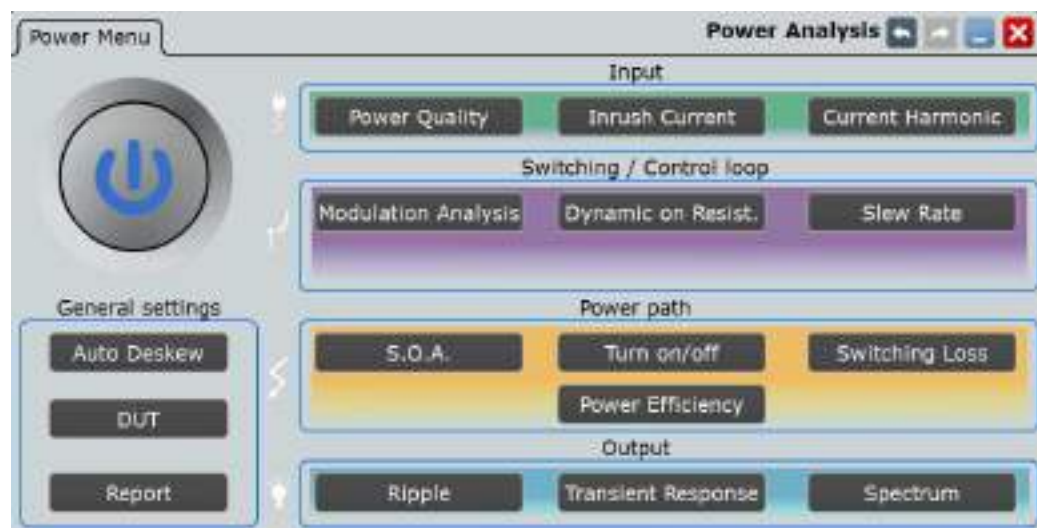 Power Menu
Power Analysis
Input
Power Quality
Inrush Current
Current Harmonic
Switching / Control loop
Modulation Analysis
Dynamic on Resist.
Slew Rate
General settings
Auto Deskew
DUT
Report
Power path
S.O.A.
Turn on/off
Switching Loss
Power Efficiency
Output
Ripple
Transient Response
Spectrum